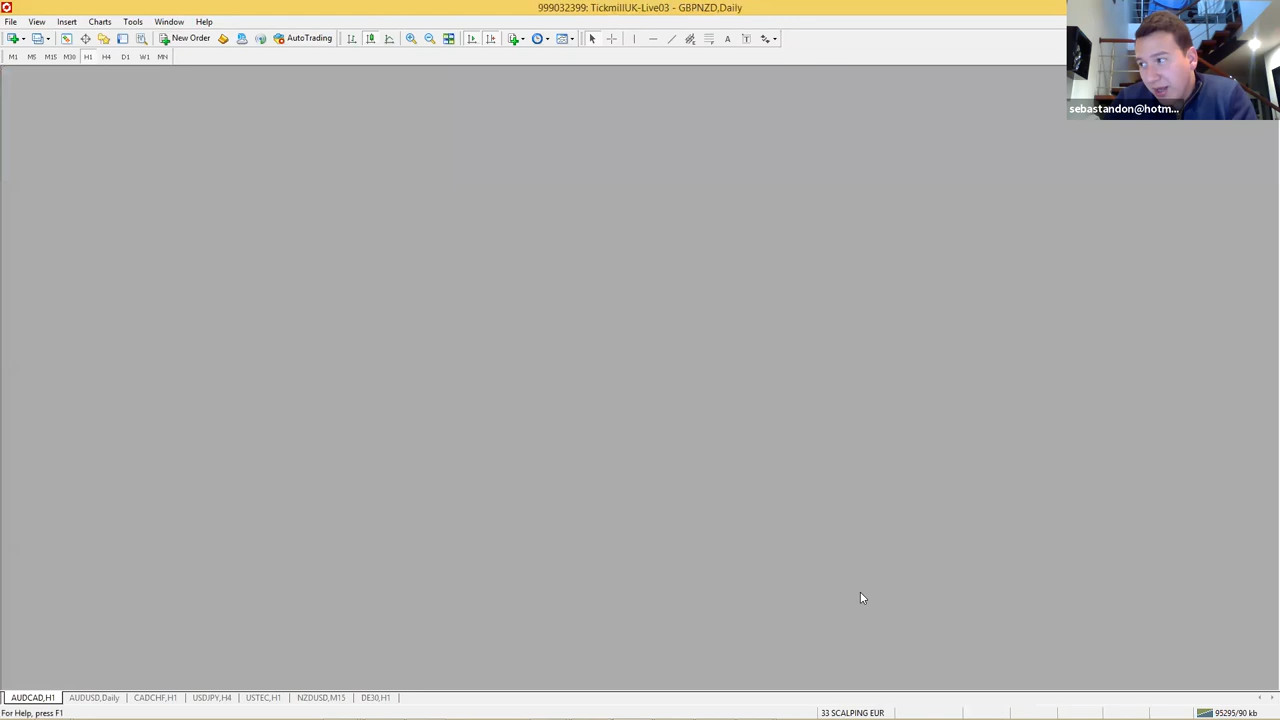 999032399: TickmillUK-Live03 - GBPNZD,Daily
File View Insert Charts Tools Window Help
New Order AutoTrading A T
M1 M5 M15 M30 H1 H4 D1 W1 MN
sebastandon@hotm...
AUDCAD,H1 AUDUSD,Daily CADCHF,H1 USDJPY,H4 USTEC,H1 NZDUSD,M15 DE30,H1
For Help, press F1 33 SCALPING EUR 95295/90 kb